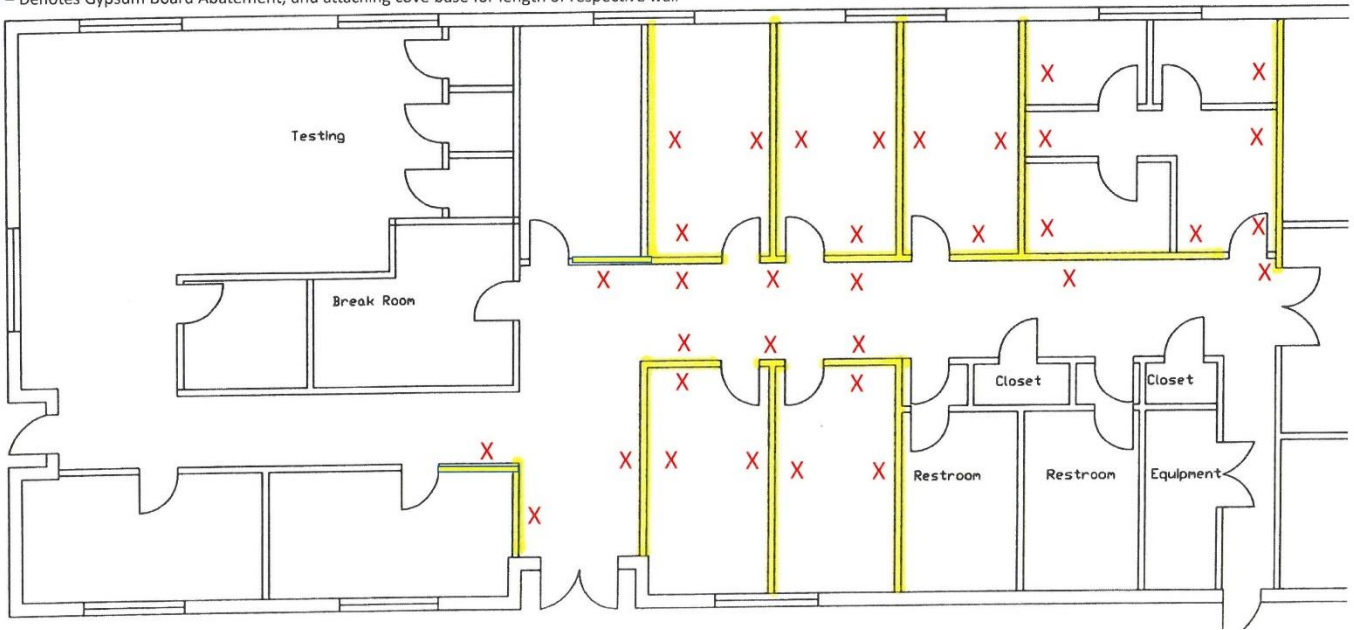 – Denotes Gypsum Board Abatement, and attaching cove base for length of respective wall
Testing
Break Room
Closet
Closet
Restroom
Restroom
Equipment